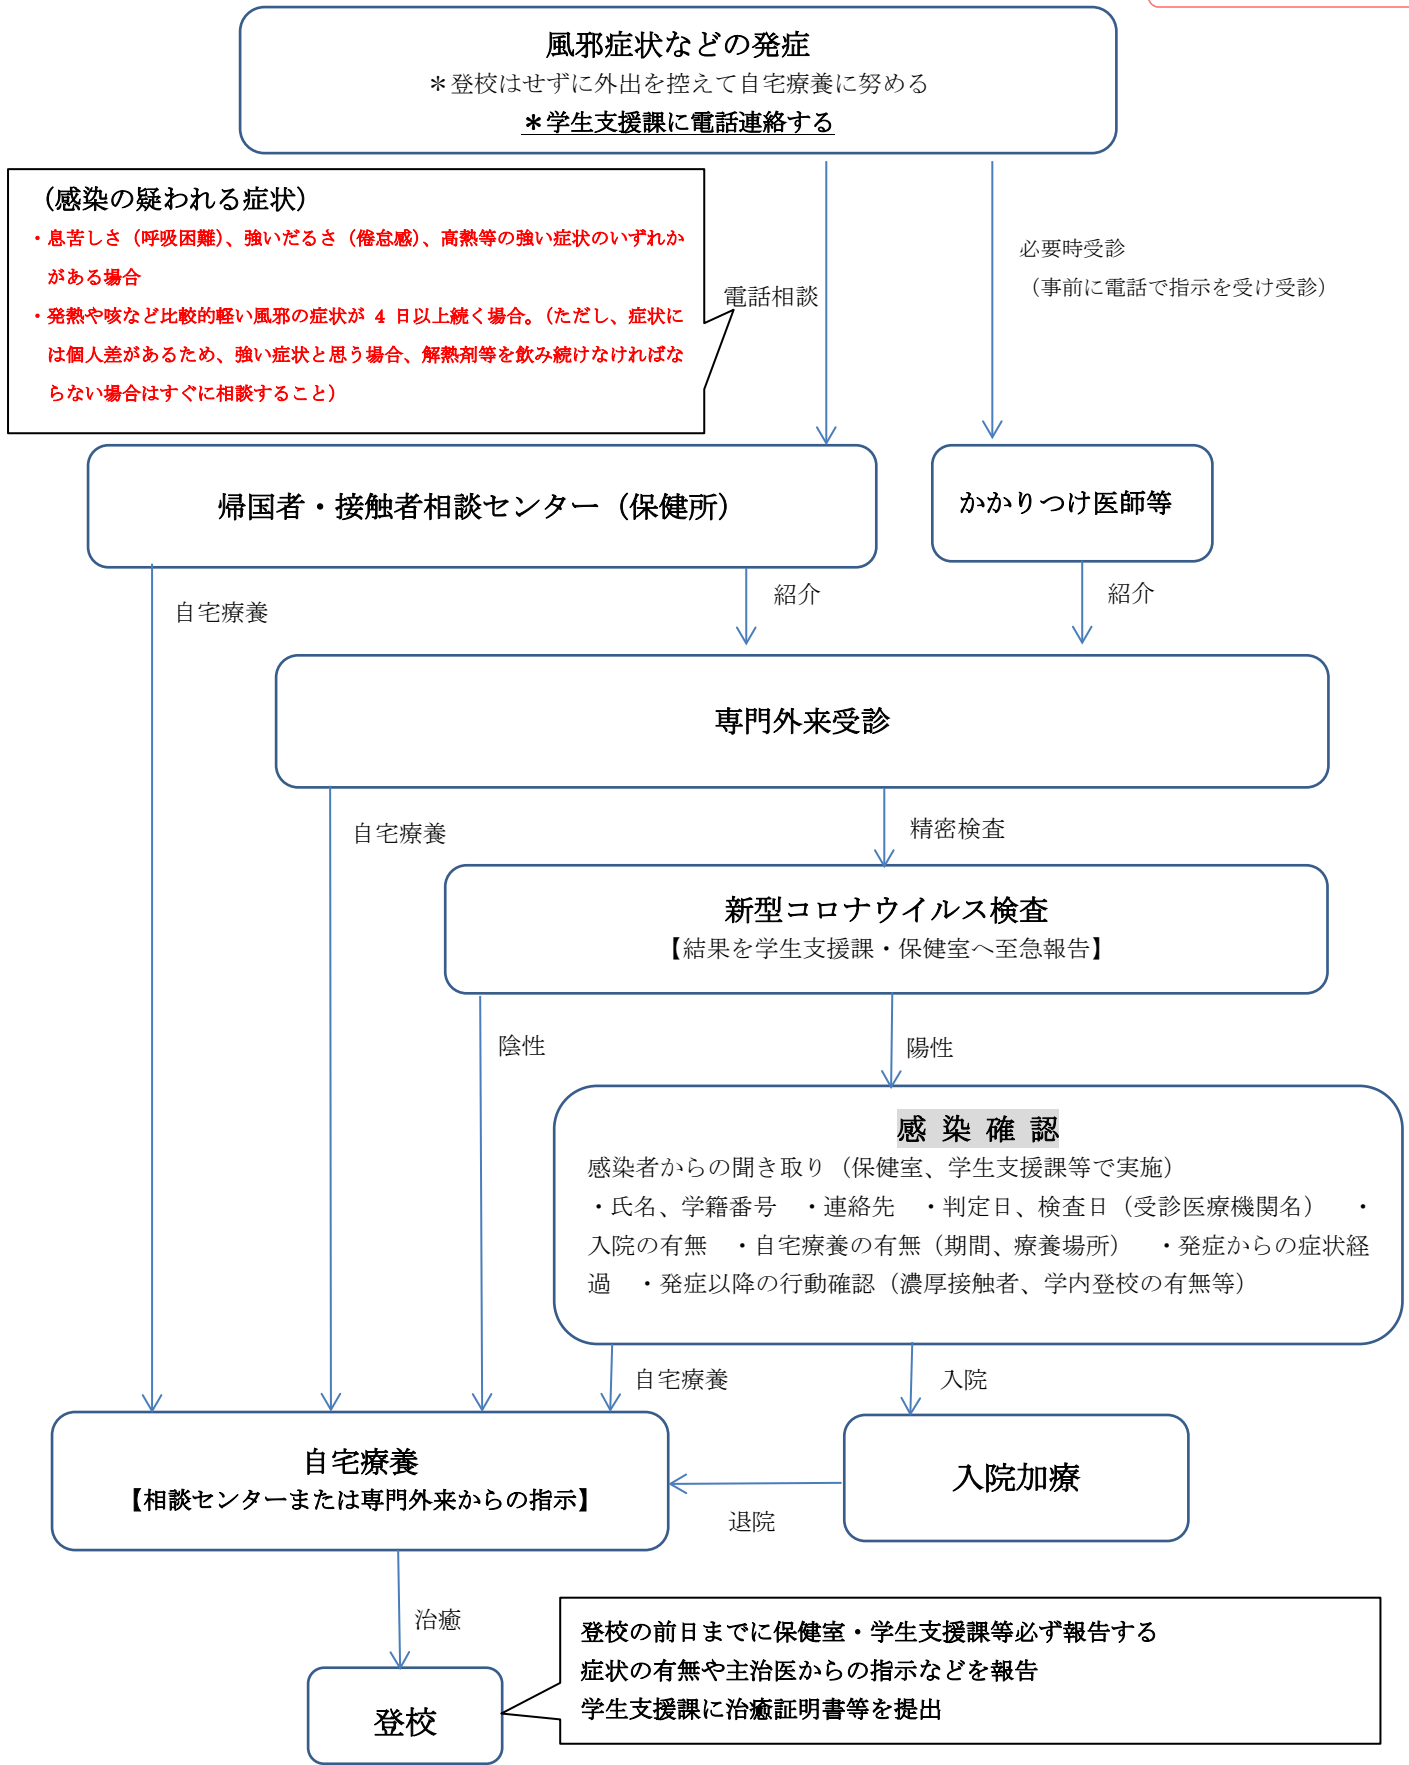 風邪症状などの発症
＊登校はせずに外出を控えて自宅療養に努める
＊学生支援課に電話連絡する
（感染の疑われる症状）
・息苦しさ（呼吸困難）、強いだるさ（倦怠感）、高熱等の強い症状のいずれか
がある場合
・発熱や咳など比較的軽い風邪の症状が 4 日以上続く場合。（ただし、症状に
は個人差があるため、強い症状と思う場合、解熱剤等を飲み続けなければな
らない場合はすぐに相談すること）
電話相談
必要時受診
（事前に電話で指示を受け受診）
帰国者・接触者相談センター（保健所）
かかりつけ医師等
自宅療養
紹介
紹介
専門外来受診
自宅療養
精密検査
新型コロナウイルス検査
【結果を学生支援課・保健室へ至急報告】
陰性
陽性
感 染 確 認
感染者からの聞き取り（保健室、学生支援課等で実施）
・氏名、学籍番号　・連絡先　・判定日、検査日（受診医療機関名）　・
入院の有無　・自宅療養の有無（期間、療養場所）　・発症からの症状経
過　・発症以降の行動確認（濃厚接触者、学内登校の有無等）
自宅療養
入院
自宅療養
【相談センターまたは専門外来からの指示】
入院加療
退院
治癒
登校の前日までに保健室・学生支援課等必ず報告する
症状の有無や主治医からの指示などを報告
学生支援課に治癒証明書等を提出
登校